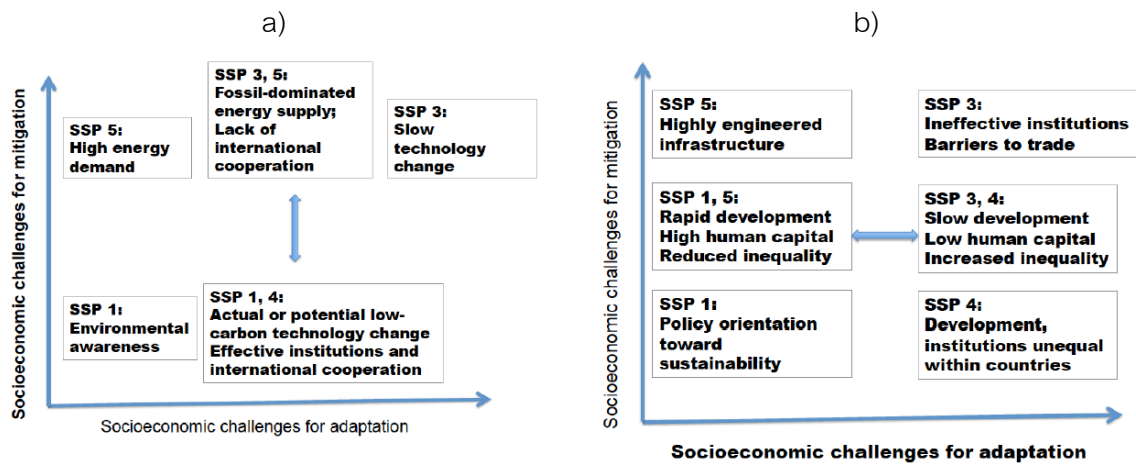 a)
Socioeconomic challenges for mitigation
SSP 5:
High energy
demand
SSP 3, 5:
Fossil-dominated
energy supply;
Lack of
international
cooperation
SSP 3:
Slow
technology
change
SSP 1:
Environmental
awareness
SSP 1, 4:
Actual or potential low-
carbon technology change
Effective institutions and
international cooperation
Socioeconomic challenges for adaptation
b)
Socioeconomic challenges for mitigation
SSP 5:
Highly engineered
infrastructure
SSP 3:
Ineffective institutions
Barriers to trade
SSP 1, 5:
Rapid development
High human capital
Reduced inequality
SSP 3, 4:
Slow development
Low human capital
Increased inequality
SSP 1:
Policy orientation
toward
sustainability
SSP 4:
Development,
institutions unequal
within countries
Socioeconomic challenges for adaptation